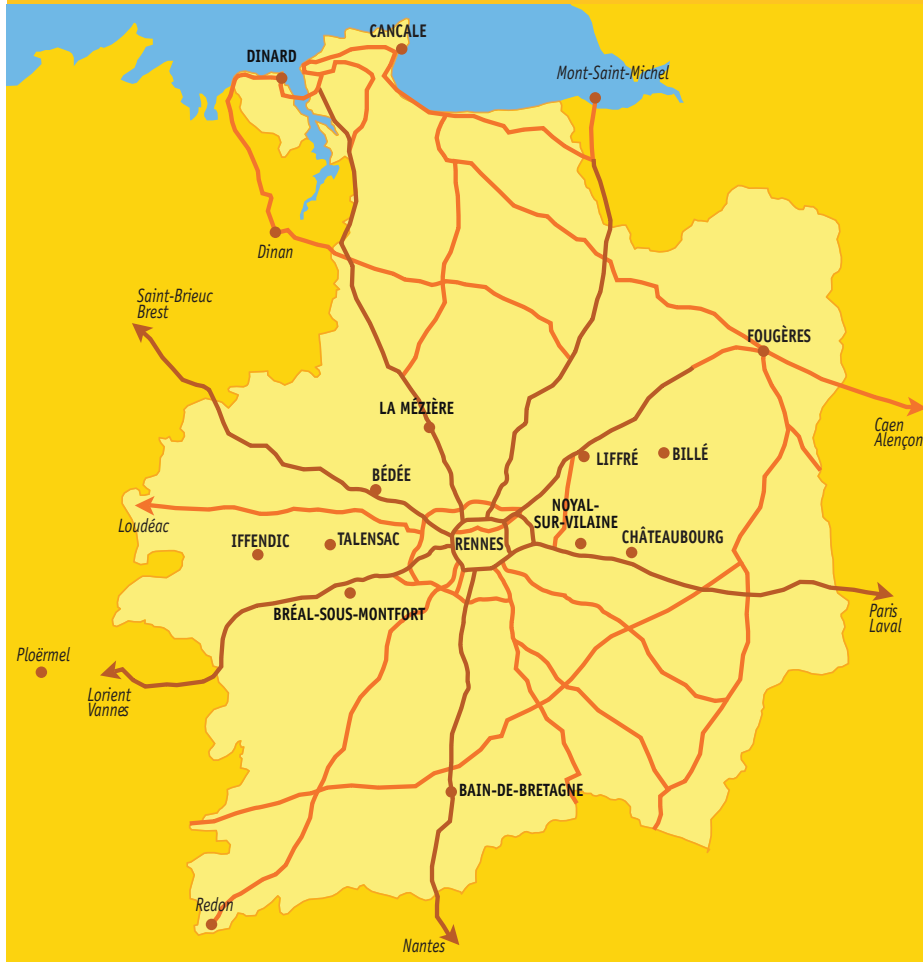 CANCALE
DINARD
Mont-Saint-Michel
Dinan
Saint-Brieuc
Brest
FOUGÈRES
LA MÉZIÈRE
Caen
Alençon
LIFFRÉ
BILLÉ
BÉDÉE
NOYAL-
SUR-VILAINE
Loudéac
IFFENDIC
TALENSAC
RENNES
CHÂTEAUBOURG
BRÉAL-SOUS-MONTFORT
Paris
Laval
Ploërmel
Lorient
Vannes
BAIN-DE-BRETAGNE
Redon
Nantes